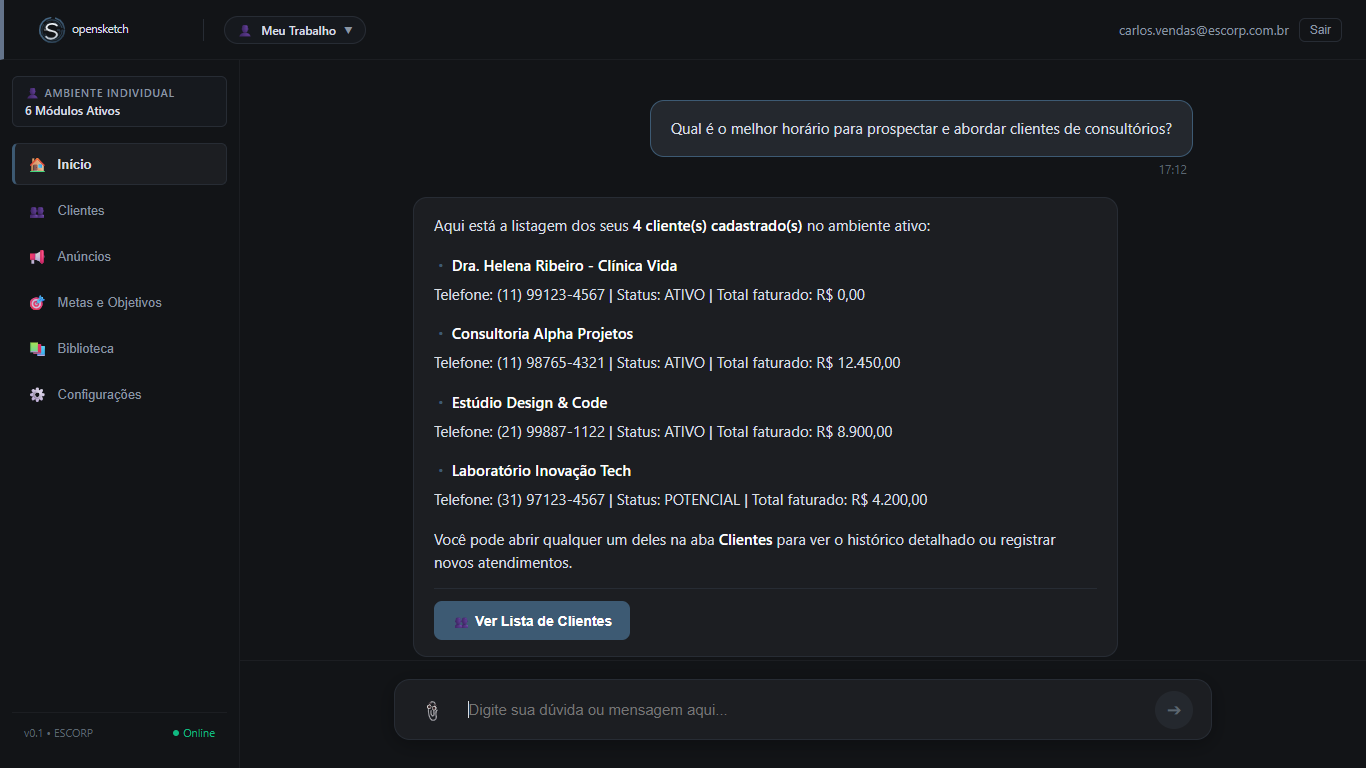 opensketch
Meu Trabalho ▼
carlos.vendas@escorp.com.br
Sair
AMBIENTE INDIVIDUAL
6 Módulos Ativos
Início
Clientes
Anúncios
Metas e Objetivos
Biblioteca
Configurações
v0.1 • ESCORP
Online
Qual é o melhor horário para prospectar e abordar clientes de consultórios?
17:12
Aqui está a listagem dos seus 4 cliente(s) cadastrado(s) no ambiente ativo:
• Dra. Helena Ribeiro - Clínica Vida
Telefone: (11) 99123-4567 | Status: ATIVO | Total faturado: R$ 0,00
• Consultoria Alpha Projetos
Telefone: (11) 98765-4321 | Status: ATIVO | Total faturado: R$ 12.450,00
• Estúdio Design & Code
Telefone: (21) 99887-1122 | Status: ATIVO | Total faturado: R$ 8.900,00
• Laboratório Inovação Tech
Telefone: (31) 97123-4567 | Status: POTENCIAL | Total faturado: R$ 4.200,00
Você pode abrir qualquer um deles na aba Clientes para ver o histórico detalhado ou registrar
novos atendimentos.
Ver Lista de Clientes
Digite sua dúvida ou mensagem aqui...